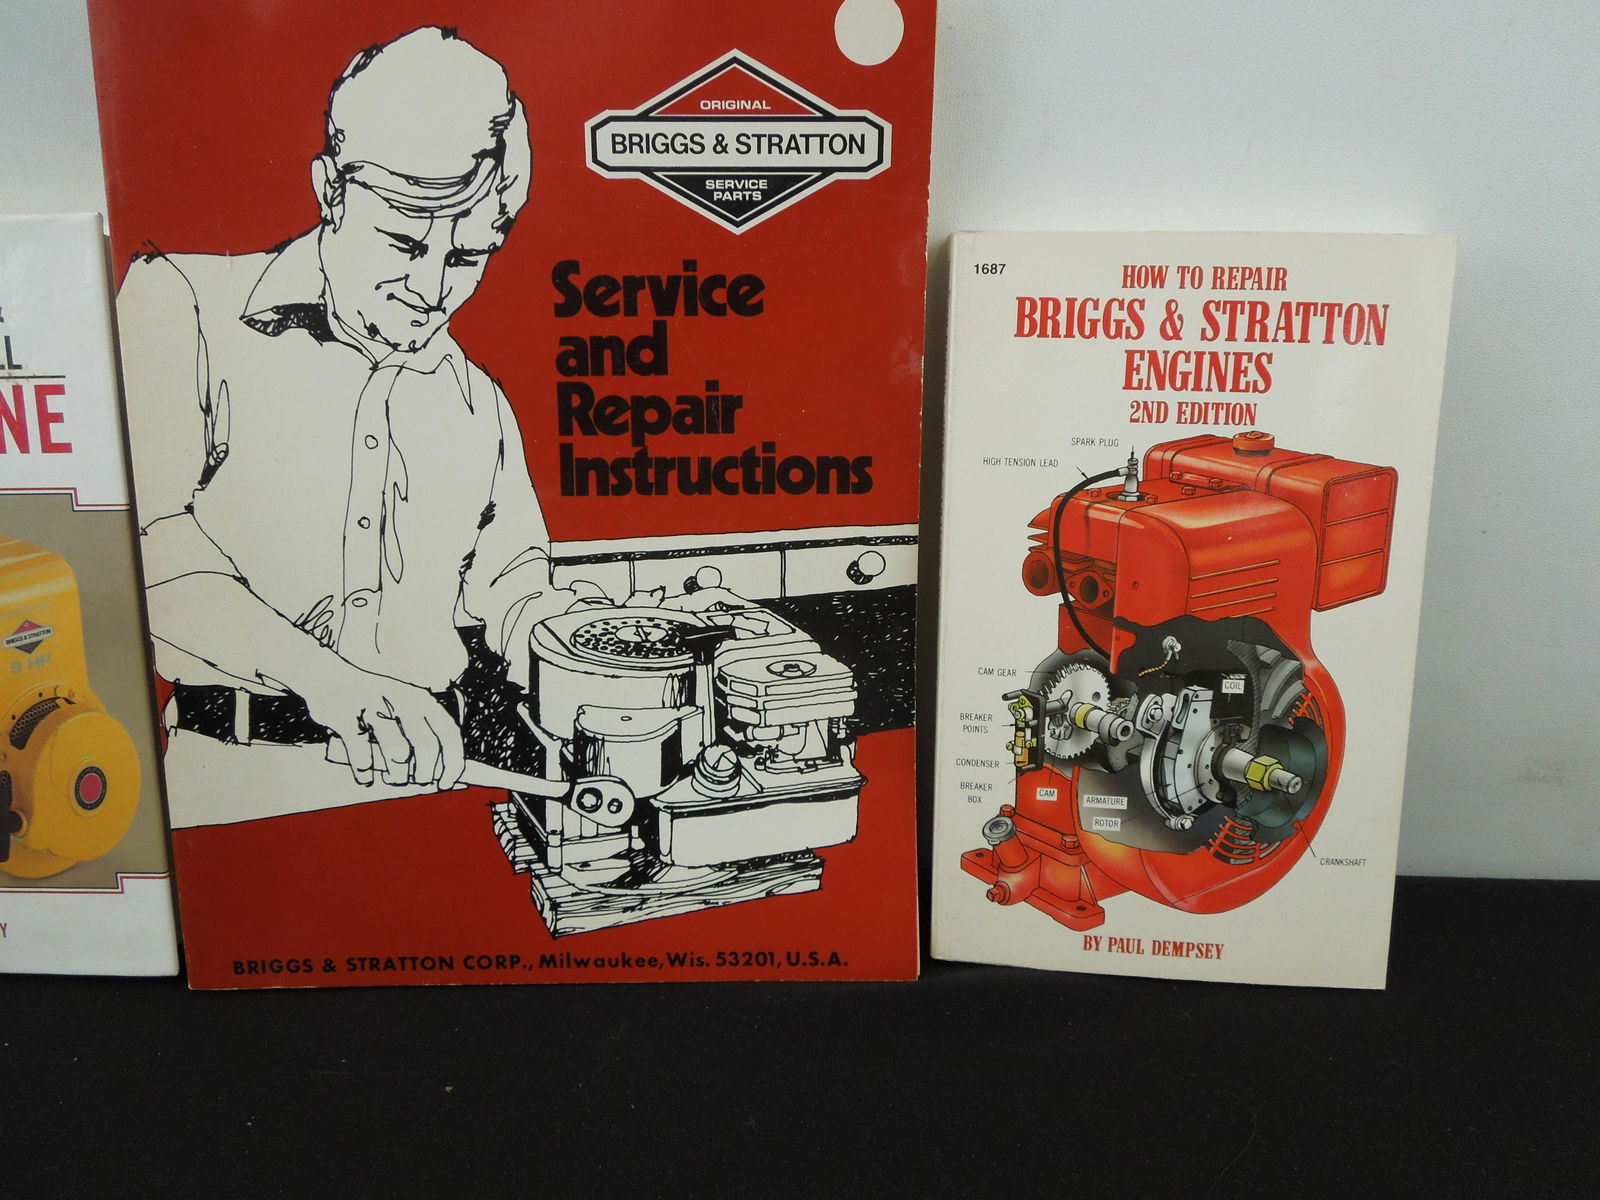 NE
BRIGGS & STRATTON
5 HP
Y
ORIGINAL
BRIGGS & STRATTON
SERVICE
PARTS
Service
and
Repair
Instructions
BRIGGS & STRATTON CORP., Milwaukee, Wis. 53201, U.S.A.
1687
HOW TO REPAIR
BRIGGS & STRATTON
ENGINES
2ND EDITION
SPARK PLUG
HIGH TENSION LEAD
CAM GEAR
COIL
BREAKER
POINTS
CONDENSER
BREAKER
BOX
CAM
ARMATURE
ROTOR
CRANKSHAFT
BY PAUL DEMPSEY